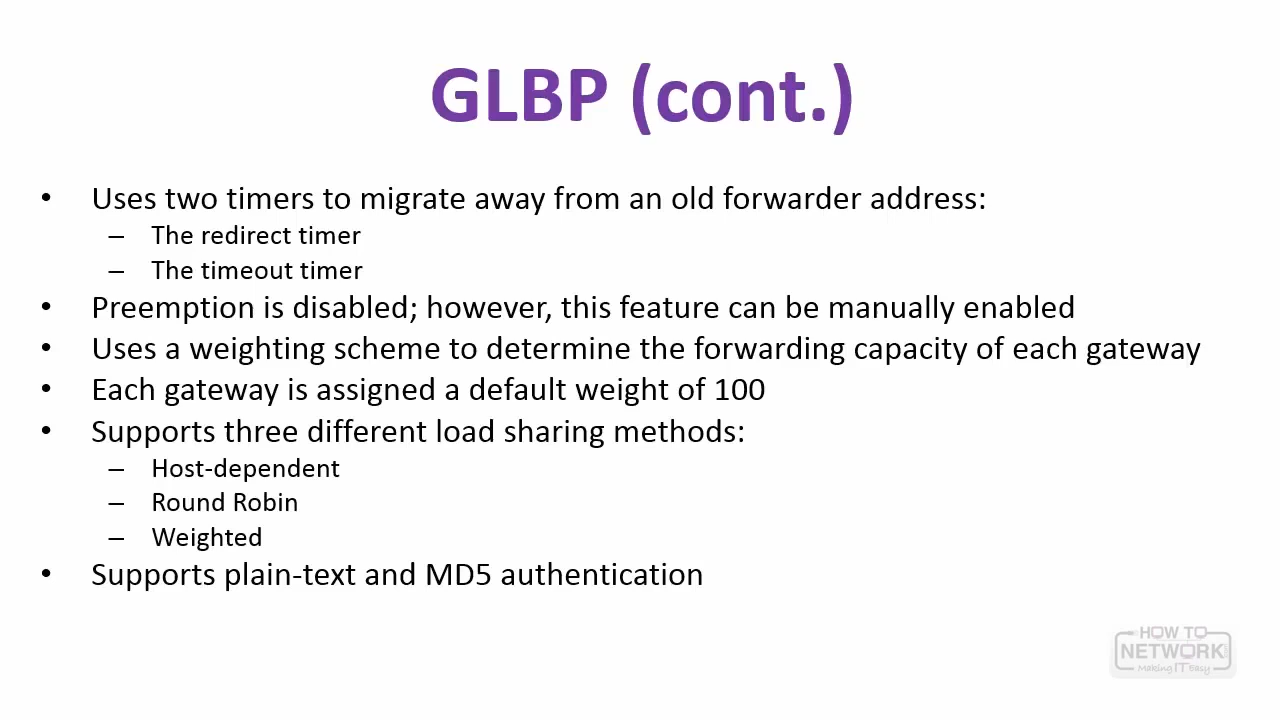 GLBP (cont.)
• Uses two timers to migrate away from an old forwarder address:
– The redirect timer
– The timeout timer
• Preemption is disabled; however, this feature can be manually enabled
• Uses a weighting scheme to determine the forwarding capacity of each gateway
• Each gateway is assigned a default weight of 100
• Supports three different load sharing methods:
– Host-dependent
– Round Robin
– Weighted
• Supports plain-text and MD5 authentication
HOW TO
NETWORK
Making IT Easy